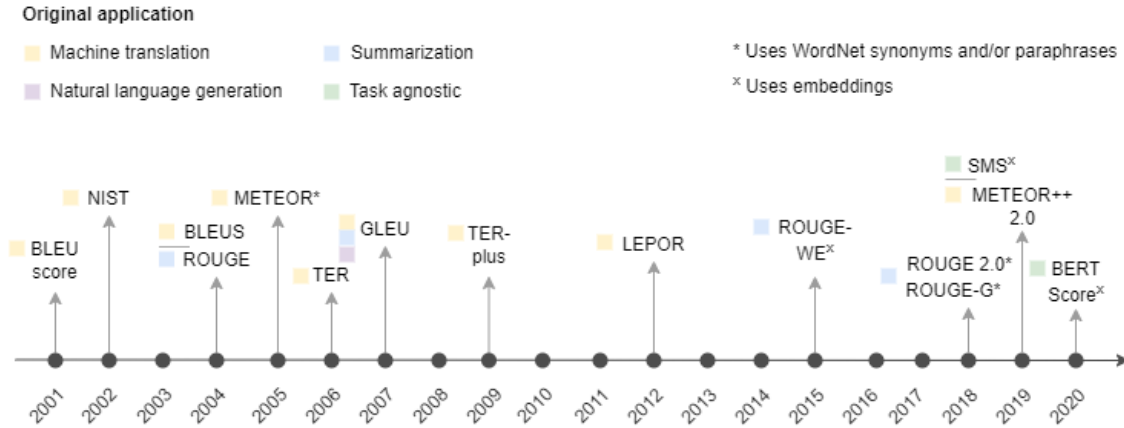 Original application
Machine translation
Summarization
* Uses WordNet synonyms and/or paraphrases
Natural language generation
Task agnostic
x Uses embeddings
BLEU
score
NIST
BLEUS
ROUGE
METEOR*
TER
GLEU
TER-
plus
LEPOR
ROUGE-
WEx
ROUGE 2.0*
ROUGE-G*
SMSx
METEOR++
2.0
BERT
Scorex
2001
2002
2003
2004
2005
2006
2007
2008
2009
2010
2011
2012
2013
2014
2015
2016
2017
2018
2019
2020